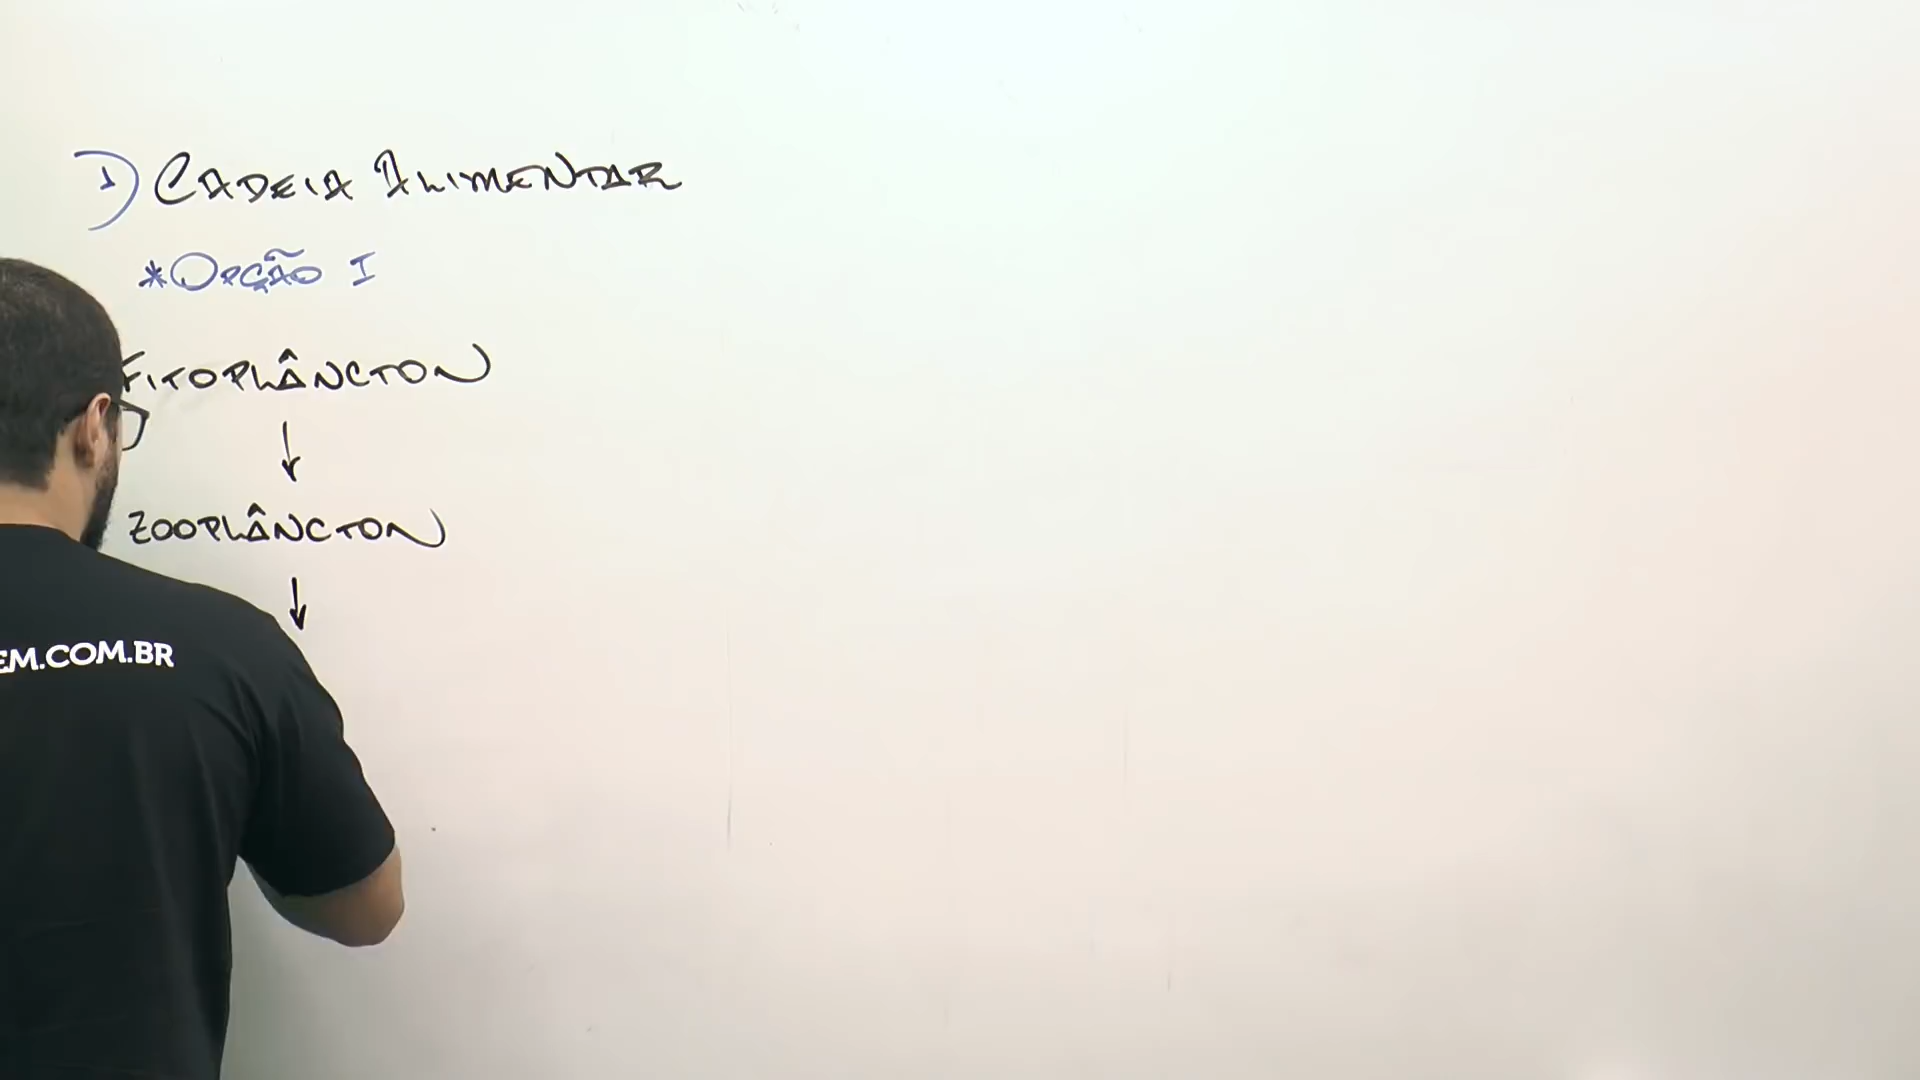 1) CADEIA ALIMENTAR
*OPÇÃO I
FITOPLÂNCTON
↓
ZOOPLÂNCTON
↓
EM.COM.BR